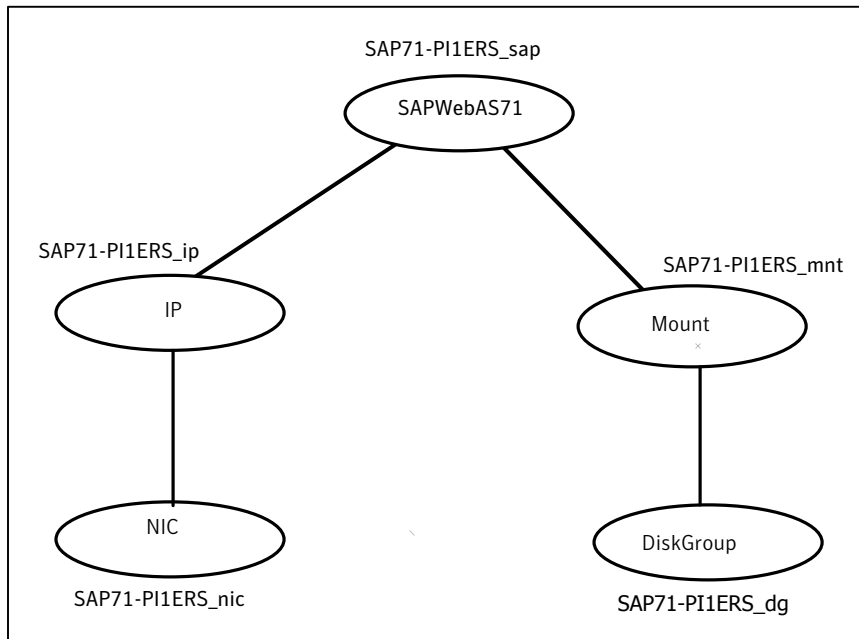 SAP71-PI1ERS_sap
SAPWebAS71
SAP71-PI1ERS_ip
IP
SAP71-PI1ERS_mnt
Mount
NIC
SAP71-PI1ERS_nic
DiskGroup
SAP71-PI1ERS_dg